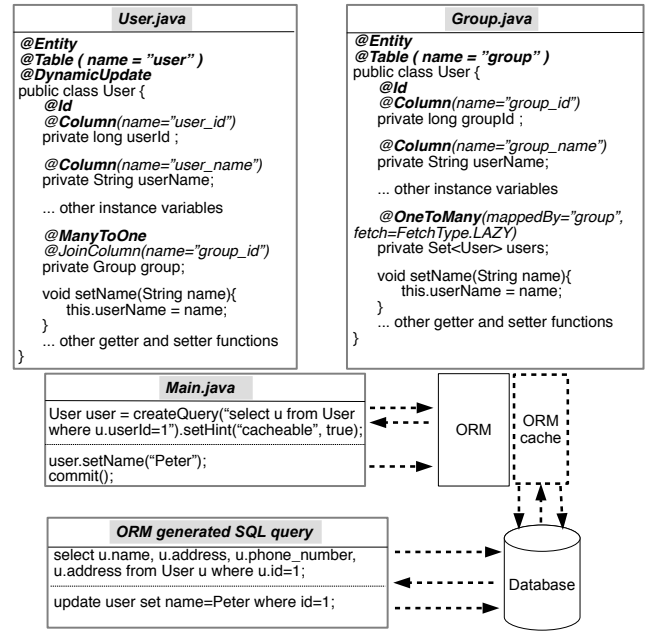 User.java
@Entity
@Table ( name = ”user” )
@DynamicUpdate
public class User {
@Id
@Column(name=”user_id”)
private long userId ;
@Column(name=”user_name”)
private String userName;
... other instance variables
@ManyToOne
@JoinColumn(name=”group_id”)
private Group group;
void setName(String name){
this.userName = name;
}
... other getter and setter functions
}
Group.java
@Entity
@Table ( name = ”group” )
public class User {
@Id
@Column(name=”group_id”)
private long groupId ;
@Column(name=”group_name”)
private String userName;
... other instance variables
@OneToMany(mappedBy=”group”,
fetch=FetchType.LAZY)
private Set<User> users;
void setName(String name){
this.userName = name;
}
... other getter and setter functions
}
Main.java
User user = createQuery(“select u from User
where u.userId=1”).setHint(“cacheable”, true);
user.setName(“Peter”);
commit();
ORM
ORM
cache
ORM generated SQL query
select u.name, u.address, u.phone_number,
u.address from User u where u.id=1;
update user set name=Peter where id=1;
Database